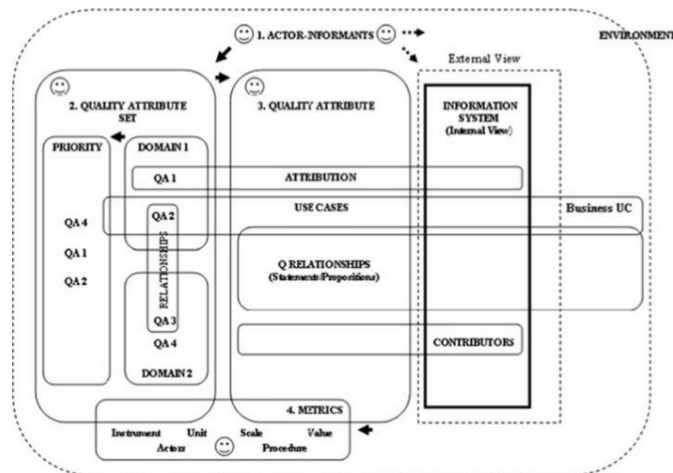 1. ACTOR-INFORMANTS
ENVIRONMENT
External View
2. QUALITY ATTRIBUTE
SET
3. QUALITY ATTRIBUTE
INFORMATION
SYSTEM
(Internal View)
PRIORITY
DOMAIN 1
QA 1
ATTRIBUTION
USE CASES
Business UC
QA 4
QA 2
RELATIONSHIPS
QA 1
QA 2
Q RELATIONSHIPS
(Statements/Propositions)
QA 3
QA 4
CONTRIBUTORS
DOMAIN 2
4. METRICS
Instrument Unit Scale Value
Actors Procedure